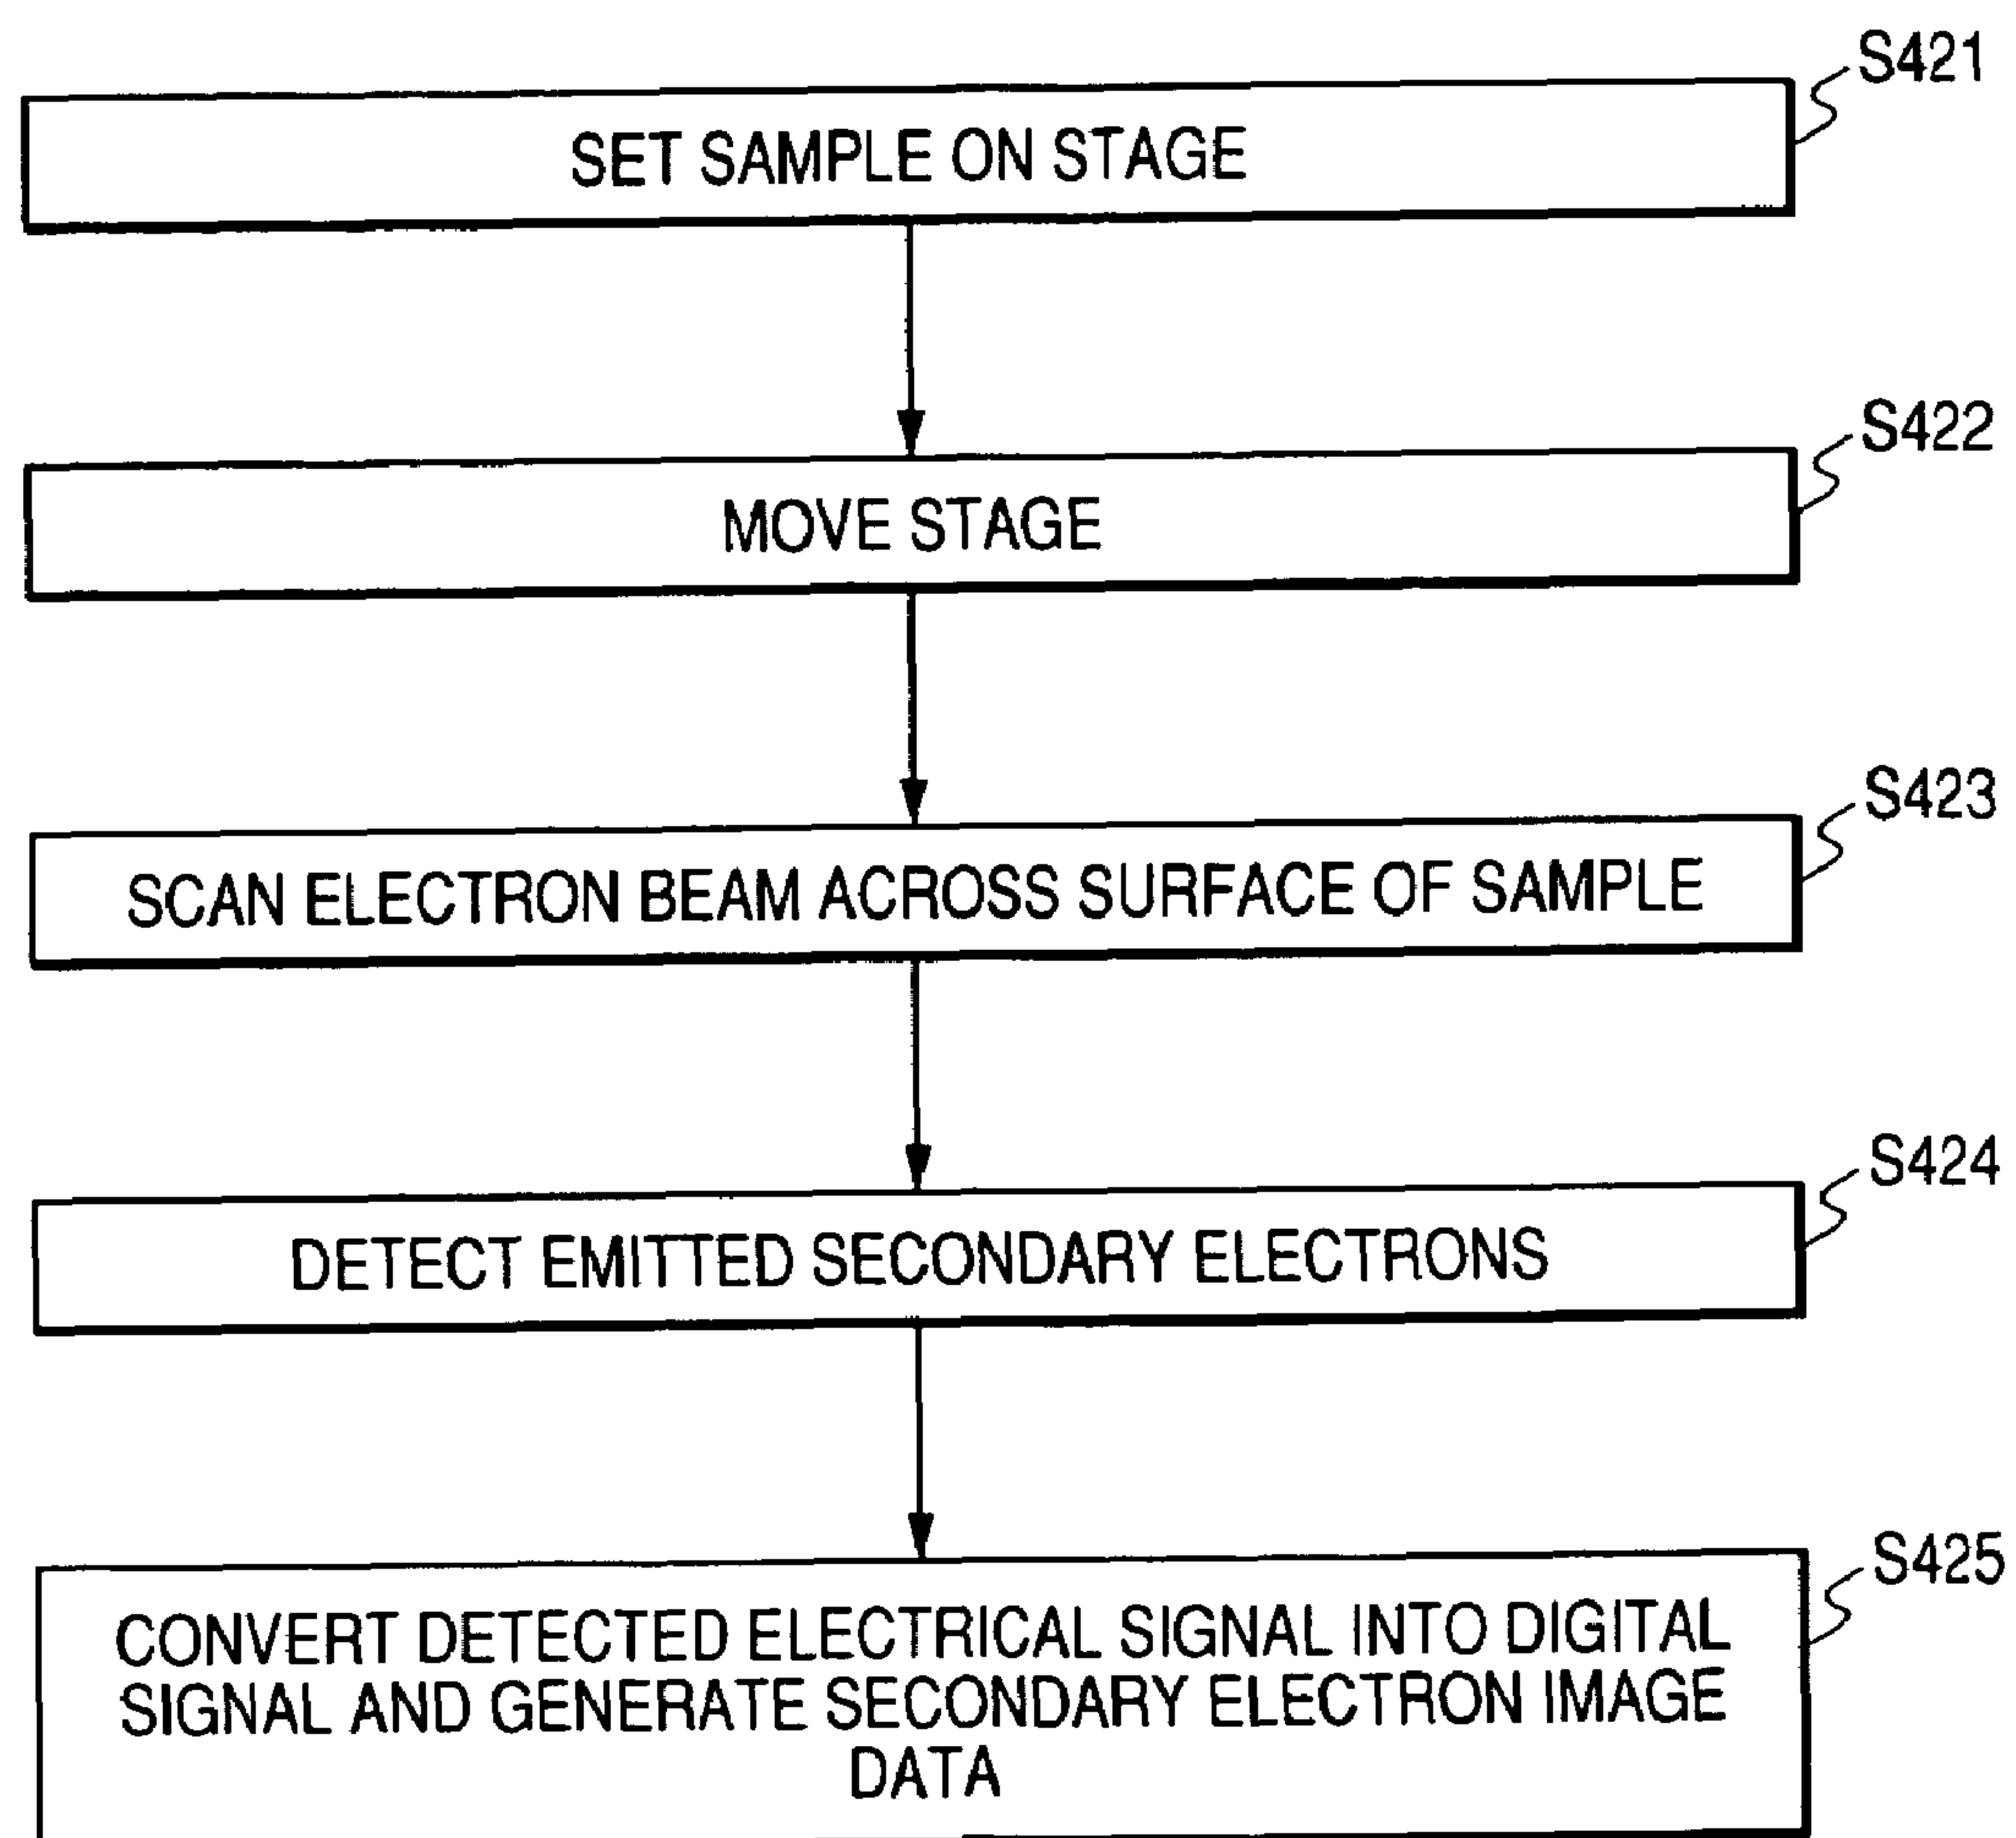 S421
SET SAMPLE ON STAGE
S422
MOVE STAGE
S423
SCAN ELECTRON BEAM ACROSS SURFACE OF SAMPLE
S424
DETECT EMITTED SECONDARY ELECTRONS
S425
CONVERT DETECTED ELECTRICAL SIGNAL INTO DIGITAL
SIGNAL AND GENERATE SECONDARY ELECTRON IMAGE
DATA